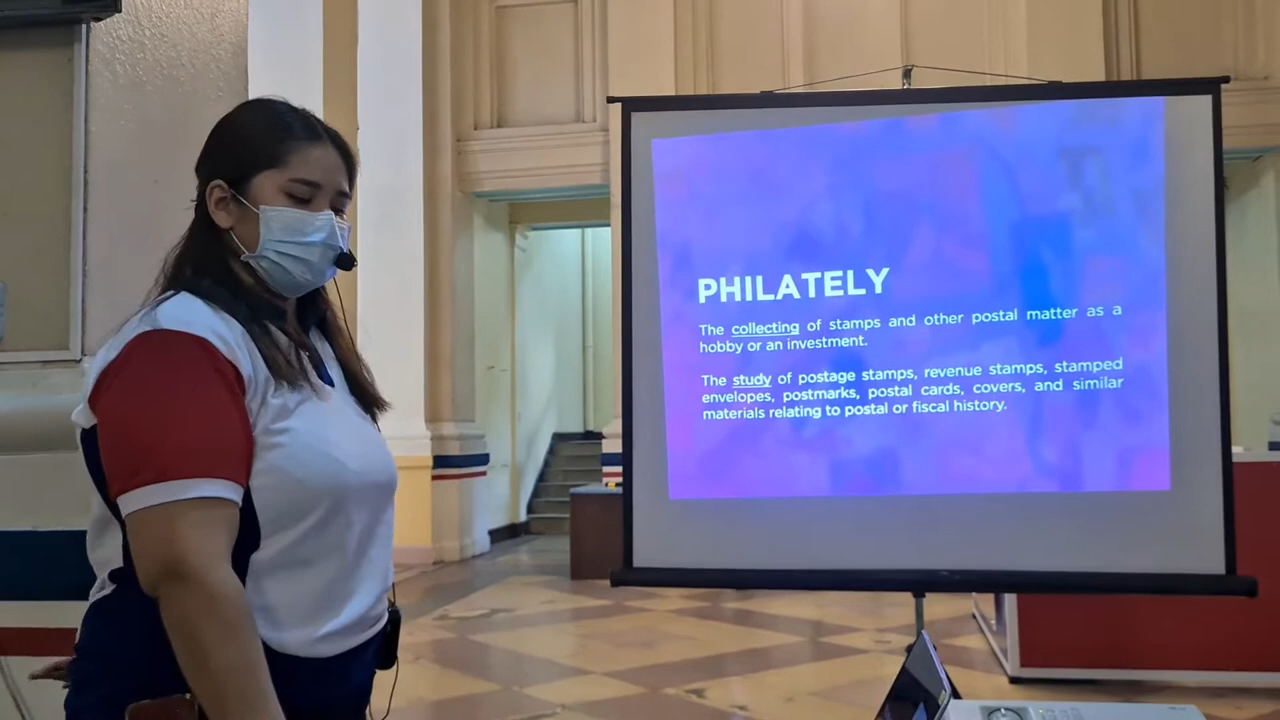 PHILATELY
The collecting of stamps and other postal matter as a
hobby or an investment.
The study of postage stamps, revenue stamps, stamped
envelopes, postmarks, postal cards, covers, and similar
materials relating to postal or fiscal history.